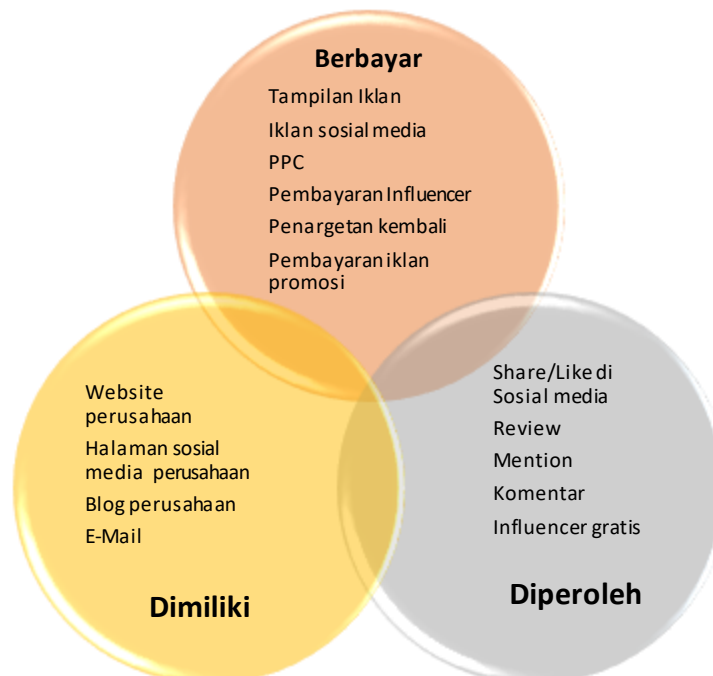 Berbayar
Tampilan Iklan
Iklan sosial media
PPC
Pembayaran Influencer
Penargetan kembali
Pembayaran iklan
promosi
Website
perusahaan
Halaman sosial
media perusahaan
Blog perusahaan
E-Mail
Dimiliki
Share/Like di
Sosial media
Review
Mention
Komentar
Influencer gratis
Diperoleh